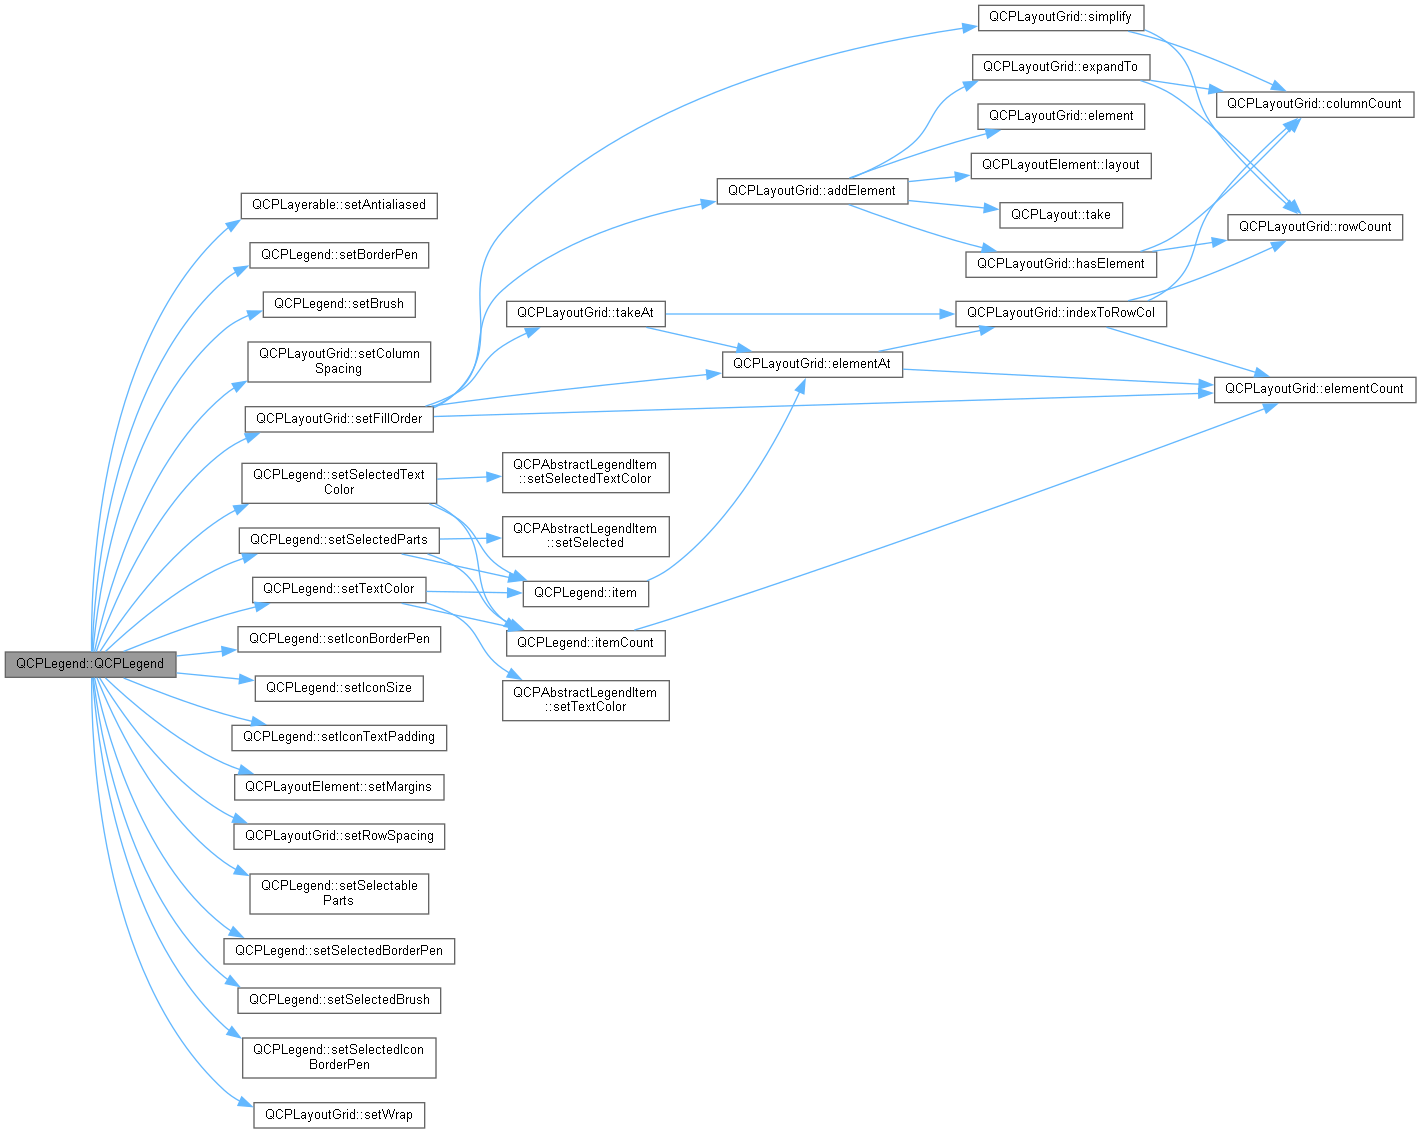 QCPLegend::QCPLegend
QCPLayerable::setAntialiased
QCPLegend::setBorderPen
QCPLegend::setBrush
QCPLayoutGrid::setColumn
Spacing
QCPLayoutGrid::setFillOrder
QCPLegend::setSelectedText
Color
QCPLegend::setSelectedParts
QCPLegend::setTextColor
QCPLegend::setIconBorderPen
QCPLegend::setIconSize
QCPLegend::setIconTextPadding
QCPLayoutElement::setMargins
QCPLayoutGrid::setRowSpacing
QCPLegend::setSelectable
Parts
QCPLegend::setSelectedBorderPen
QCPLegend::setSelectedBrush
QCPLegend::setSelectedIcon
BorderPen
QCPLayoutGrid::setWrap
QCPLayoutGrid::takeAt
QCPAbstractLegendItem
::setSelectedTextColor
QCPAbstractLegendItem
::setSelected
QCPLegend::item
QCPLegend::itemCount
QCPAbstractLegendItem
::setTextColor
QCPLayoutGrid::addElement
QCPLayoutGrid::elementAt
QCPLayoutGrid::simplify
QCPLayoutGrid::expandTo
QCPLayoutGrid::element
QCPLayoutElement::layout
QCPLayout::take
QCPLayoutGrid::hasElement
QCPLayoutGrid::indexToRowCol
QCPLayoutGrid::columnCount
QCPLayoutGrid::rowCount
QCPLayoutGrid::elementCount